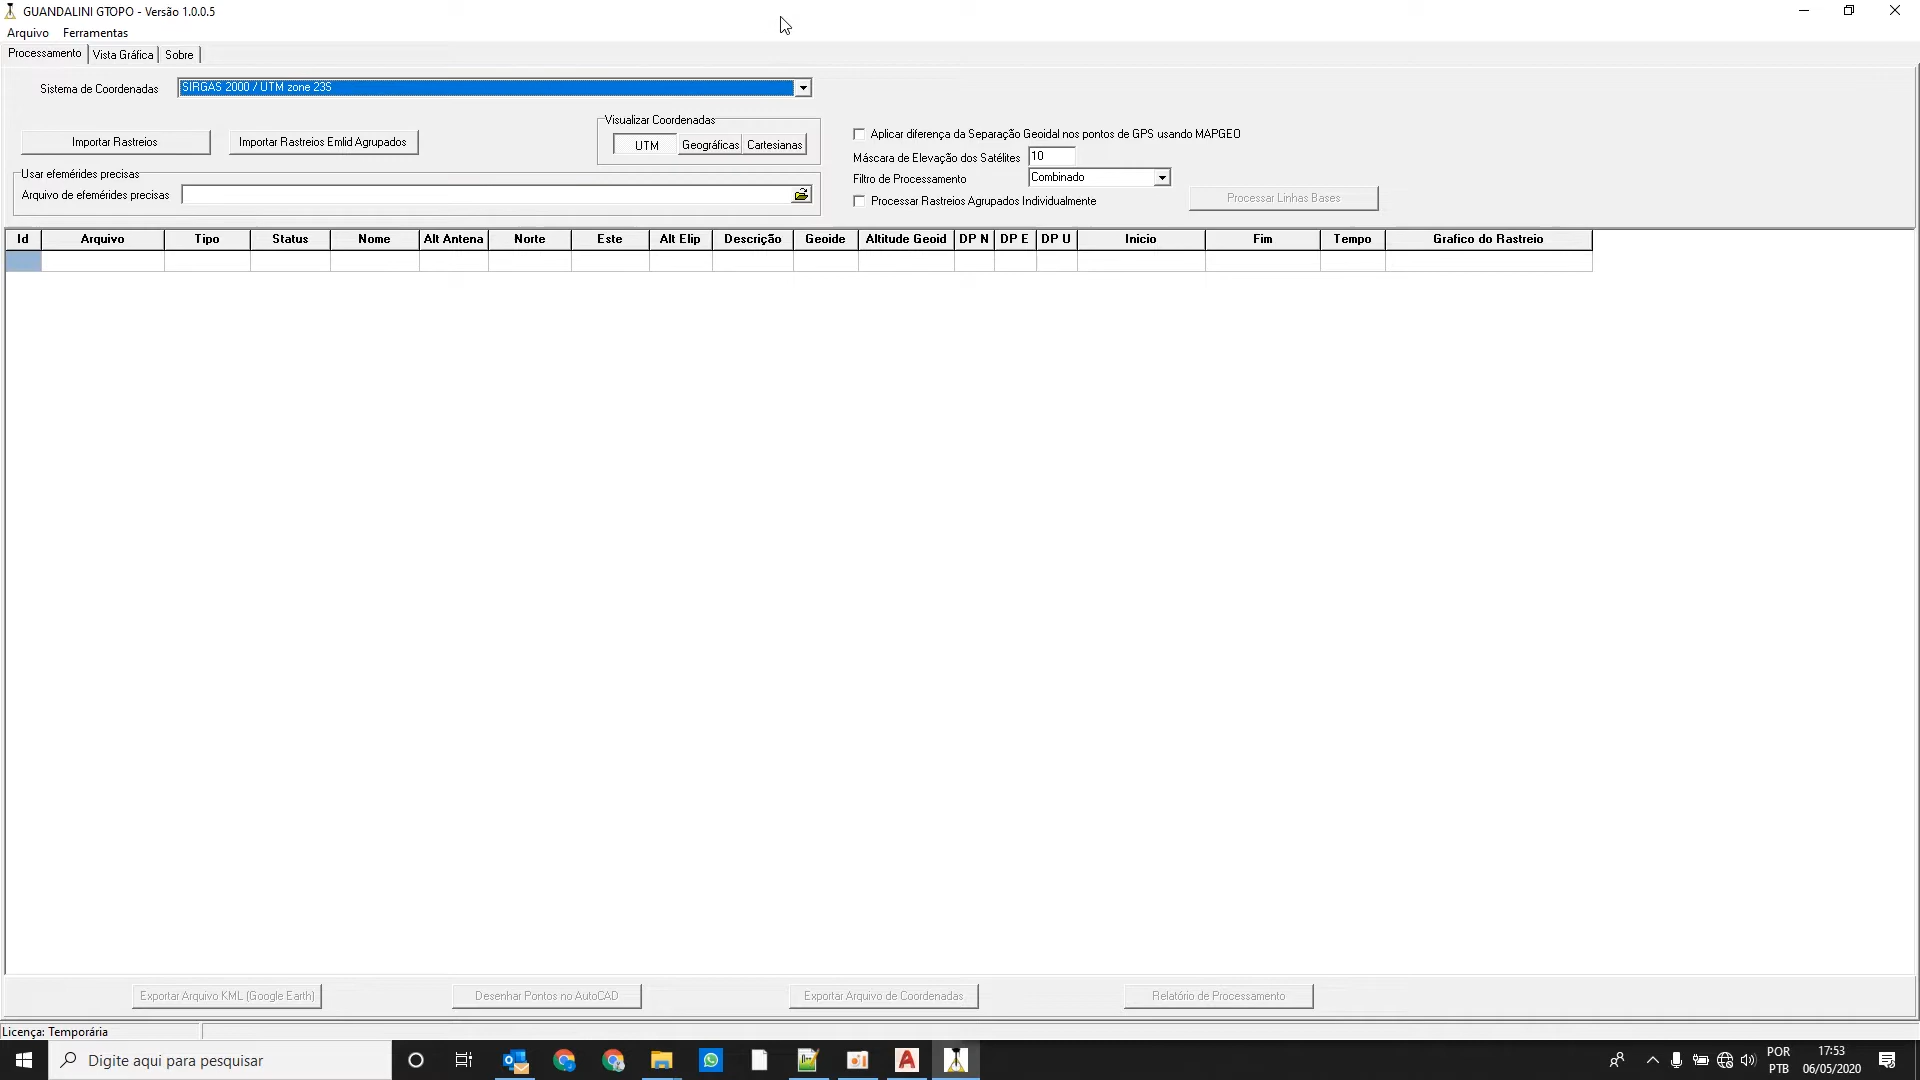 GUANDALINI GTOPO - Versão 1.0.0.5
Arquivo Ferramentas
Processamento Vista Gráfica Sobre
Sistema de Coordenadas SIRGAS 2000 / UTM zone 23S
Visualizar Coordenadas
Importar Rastreios Importar Rastreios Emlid Agrupados UTM Geográficas Cartesianas
Aplicar diferença da Separação Geoidal nos pontos de GPS usando MAPGEO
Máscara de Elevação dos Satélites 10
Usar efemérides precisas
Filtro de Processamento Combinado
Arquivo de efemérides precisas
Processar Rastreios Agrupados Individualmente
Processar Linhas Bases
Id Arquivo Tipo Status Nome Alt Antena Norte Este Alt Elip Descrição Geoide Altitude Geoid DP N DP E DP U Inicio Fim Tempo Grafico do Rastreio
Exportar Arquivo KML (Google Earth) Desenhar Pontos no AutoCAD Exportar Arquivo de Coordenadas Relatório de Processamento
Licença: Temporária
Digite aqui para pesquisar
POR
PTB
17:53
06/05/2020